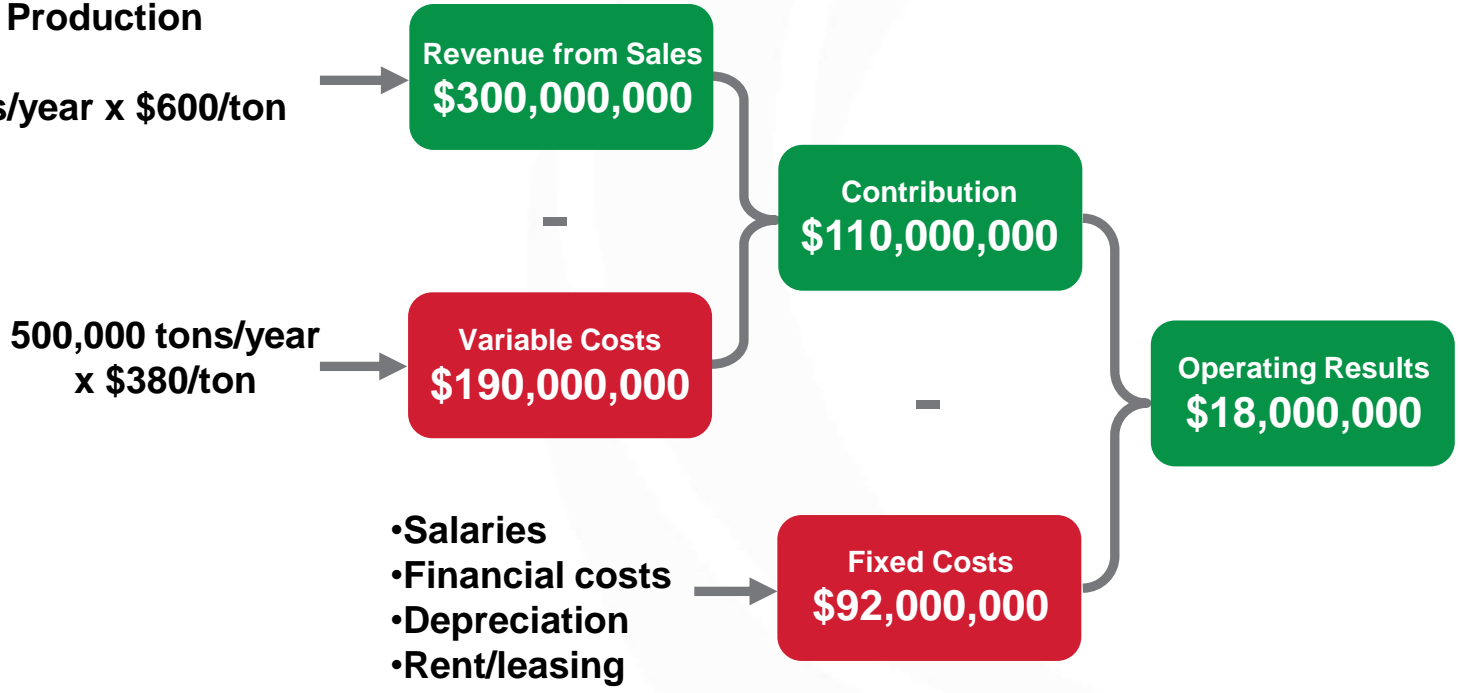 Production
/year x $600/ton
Revenue from Sales
$300,000,000
-
Contribution
$110,000,000
500,000 tons/year
x $380/ton
Variable Costs
$190,000,000
-
Operating Results
$18,000,000
•Salaries
•Financial costs
•Depreciation
•Rent/leasing
Fixed Costs
$92,000,000